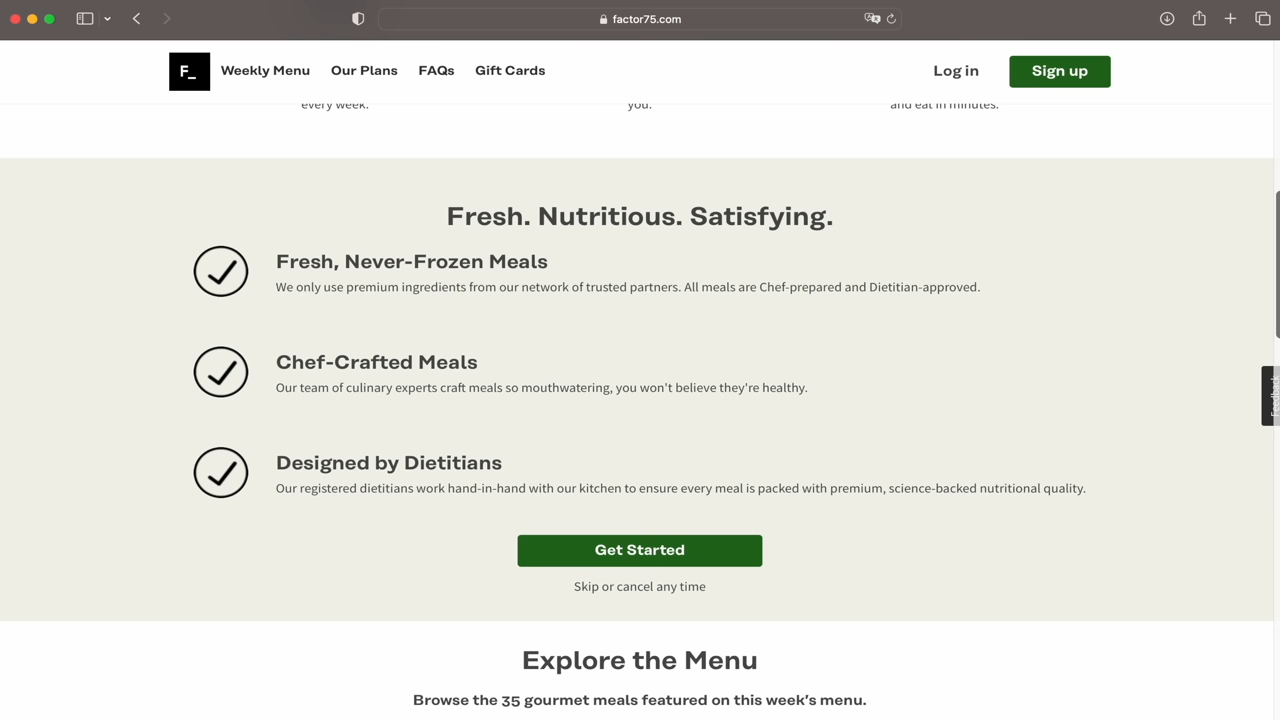 factor75.com
F_
Weekly Menu
Our Plans
FAQs
Gift Cards
Log in
Sign up
every week.
you:
and eat in minutes.
Fresh. Nutritious. Satisfying.
Fresh, Never-Frozen Meals
We only use premium ingredients from our network of trusted partners. All meals are Chef-prepared and Dietitian-approved.
Chef-Crafted Meals
Our team of culinary experts craft meals so mouthwatering, you won't believe they're healthy.
Designed by Dietitians
Our registered dietitians work hand-in-hand with our kitchen to ensure every meal is packed with premium, science-backed nutritional quality.
Get Started
Skip or cancel any time
Feedback
Explore the Menu
Browse the 35 gourmet meals featured on this week's menu.